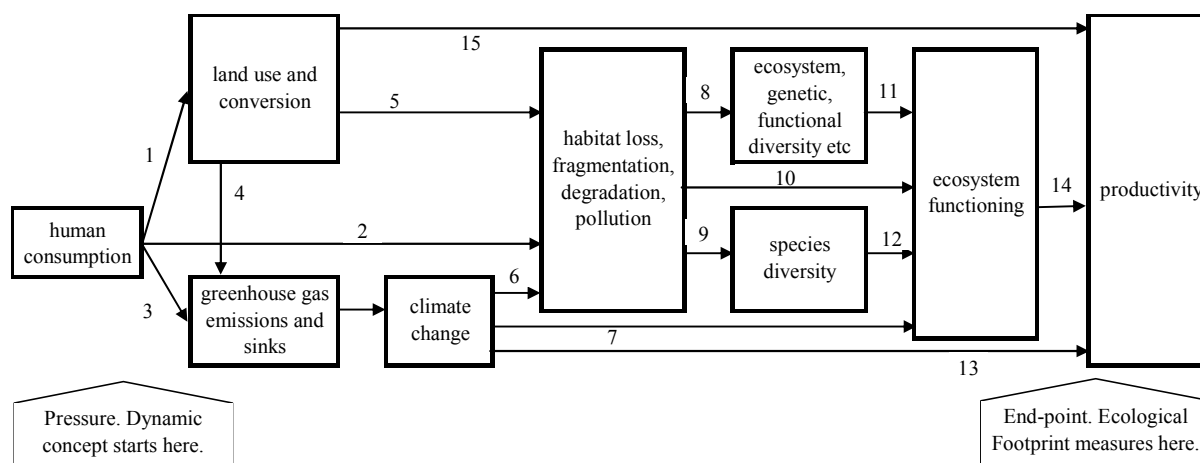 15
land use and
conversion
5
1
4
human
consumption
2
3
greenhouse gas
emissions and
sinks
climate
change
6
7
13
habitat loss,
fragmentation,
degradation,
pollution
8
ecosystem,
genetic,
functional
diversity etc
11
10
9
species
diversity
12
ecosystem
functioning
14
productivity
Pressure. Dynamic
concept starts here.
End-point. Ecological
Footprint measures here.